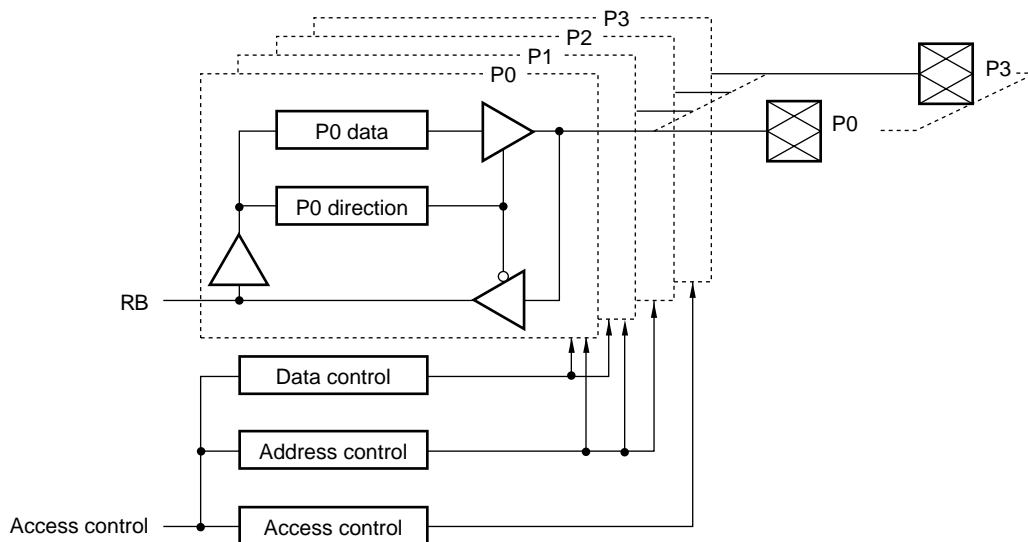 P3
P2
P1
P0
P3
P0
P0 data
P0 direction
RB
Data control
Address control
Access control
Access control